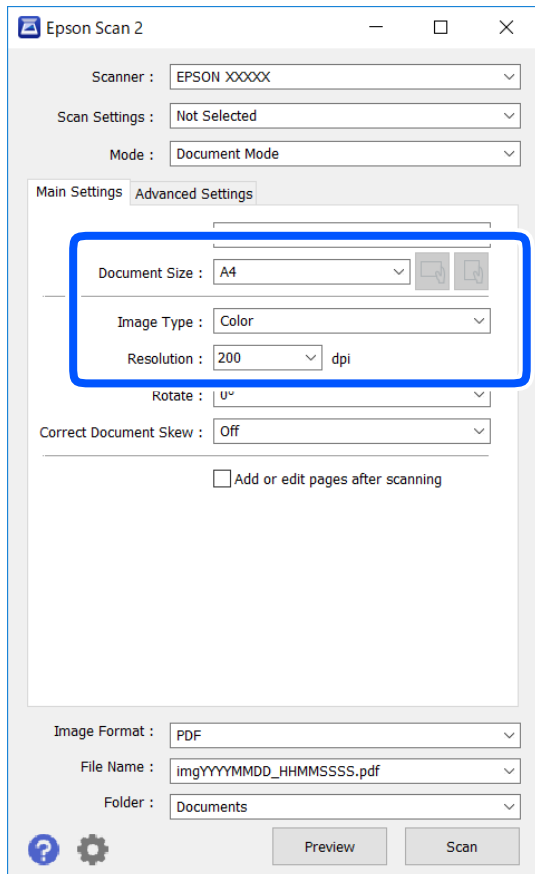 Epson Scan 2
Scanner : EPSON XXXXX
Scan Settings : Not Selected
Mode : Document Mode
Main Settings Advanced Settings
Document Size : A4
Image Type : Color
Resolution : 200 dpi
Rotate : 0°
Correct Document Skew : Off
Add or edit pages after scanning
Image Format : PDF
File Name : imgYYYYMMDD_HHMMSSSS.pdf
Folder : Documents
? Preview Scan